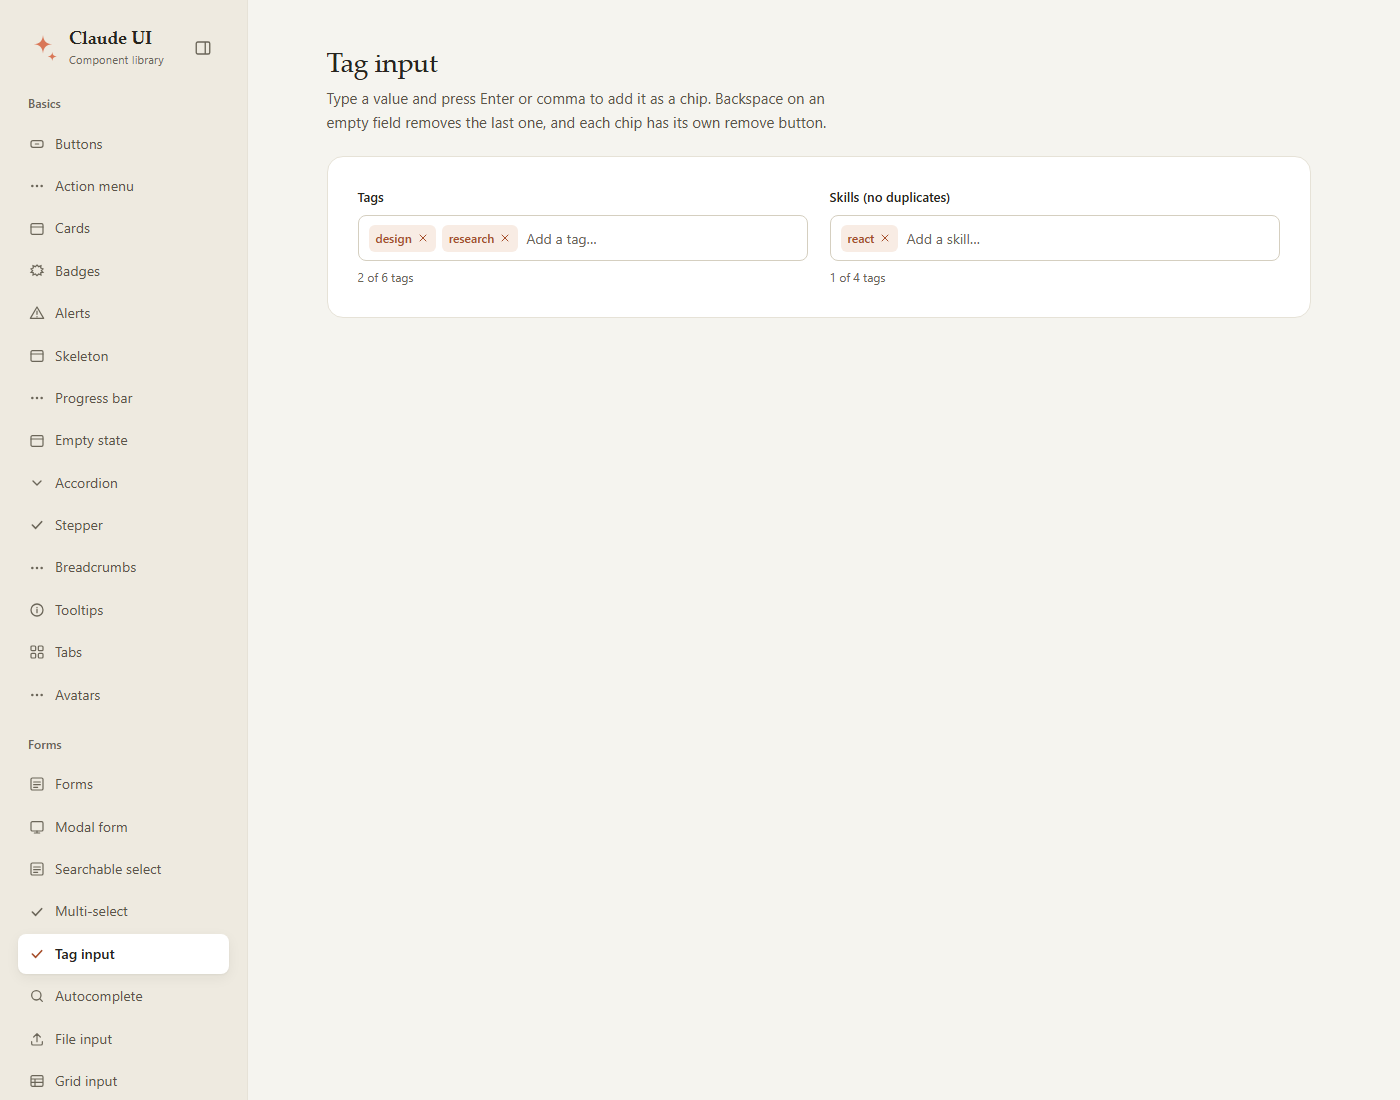 Claude UI
Component library
Basics
Buttons
Action menu
Cards
Badges
Alerts
Skeleton
Progress bar
Empty state
Accordion
Stepper
Breadcrumbs
Tooltips
Tabs
Avatars
Forms
Forms
Modal form
Searchable select
Multi-select
Tag input
Autocomplete
File input
Grid input
Tag input
Type a value and press Enter or comma to add it as a chip. Backspace on an
empty field removes the last one, and each chip has its own remove button.
Tags
design research Add a tag...
2 of 6 tags
Skills (no duplicates)
react Add a skill...
1 of 4 tags